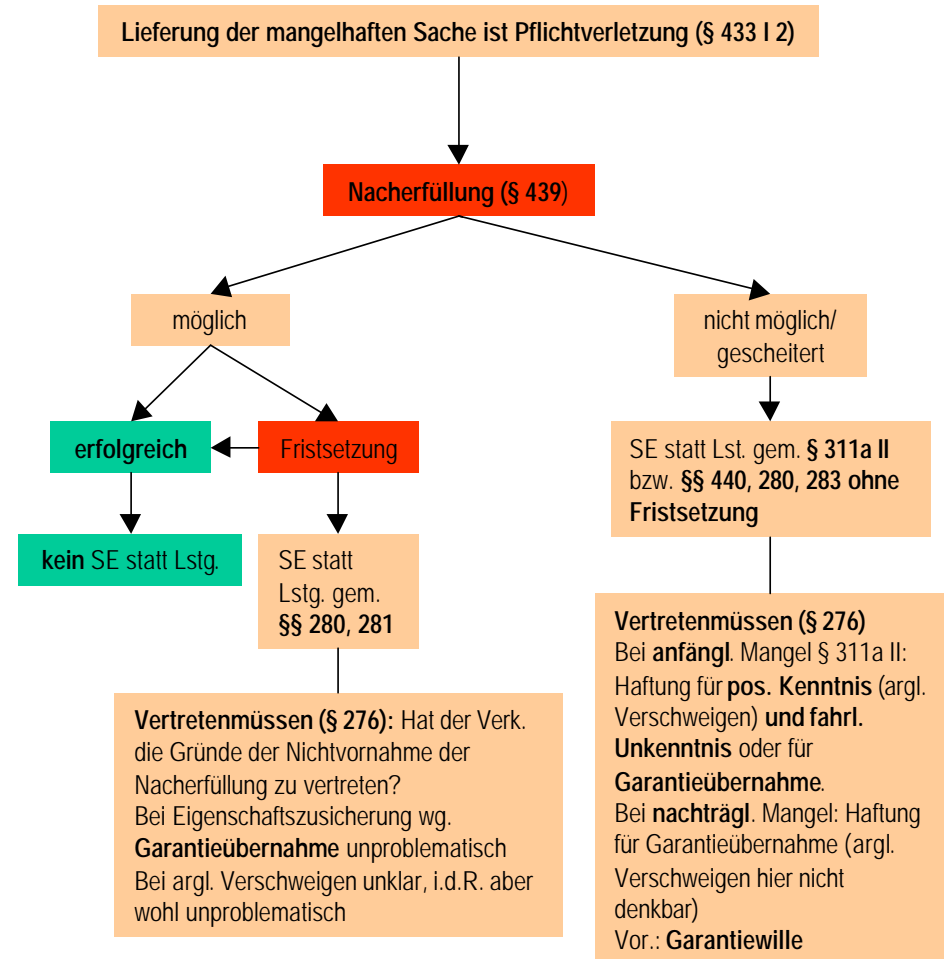 Lieferung der mangelhaften Sache ist Pflichtverletzung (§ 433 I 2)
Nacherfüllung (§ 439)
möglich
nicht möglich/
gescheitert
erfolgreich
Fristsetzung
SE statt Lst. gem. § 311a II
bzw. §§ 440, 280, 283 ohne
Fristsetzung
kein SE statt Lstg.
SE statt
Lstg. gem.
§§ 280, 281
Vertretenmüssen (§ 276): Hat der Verk.
die Gründe der Nichtvornahme der
Nacherfüllung zu vertreten?
Bei Eigenschaftszusicherung wg.
Garantieübernahme unproblematisch
Bei argl. Verschweigen unklar, i.d.R. aber
wohl unproblematisch
Vertretenmüssen (§ 276)
Bei anfängl. Mangel § 311a II:
Haftung für pos. Kenntnis (argl.
Verschweigen) und fahrl.
Unkenntnis oder für
Garantieübernahme.
Bei nachträgl. Mangel: Haftung
für Garantieübernahme (argl.
Verschweigen hier nicht
denkbar)
Vor.: Garantiewille